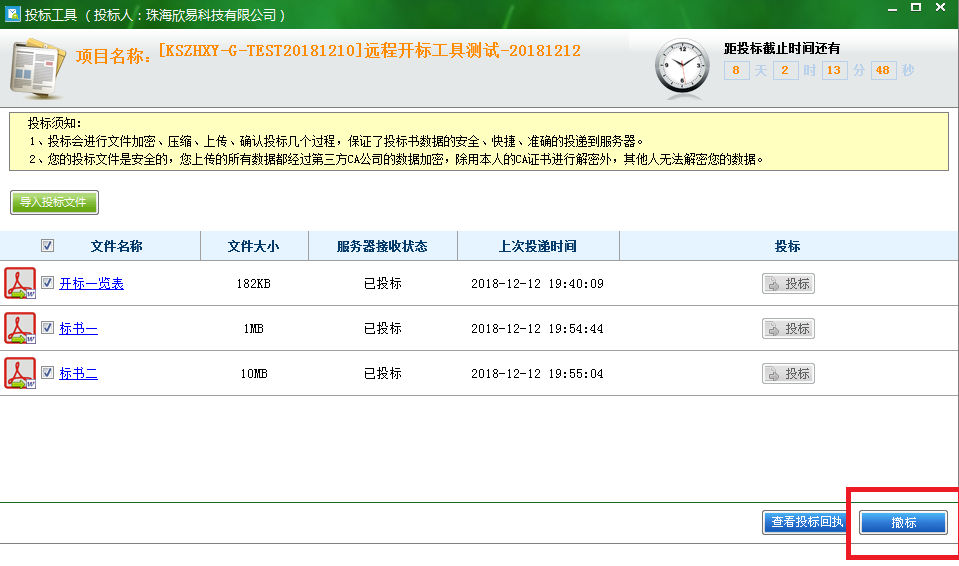 投标工具 ( 投标人：珠海欣易科技有限公司 )
项目名称：[KSZHXY-G-TEST20181210]远程开标工具测试-20181212
距投标截止时间还有
8 天 2 时 13 分 48 秒
投标须知：
1、投标会进行文件加密、压缩、上传、确认投标几个过程，保证了投标书数据的安全、快捷、准确的投递到服务器。
2、您的投标文件是安全的，您上传的所有数据都经过第三方CA公司的数据加密，除用本人的CA证书进行解密外，其他人无法解密您的数据。
导入投标文件
文件名称 文件大小 服务器接收状态 上次投递时间 投标
开标一览表 182KB 已投标 2018-12-12 19:40:09 投标
标书一 1MB 已投标 2018-12-12 19:54:44 投标
标书二 10MB 已投标 2018-12-12 19:55:04 投标
查看投标回执 撤标